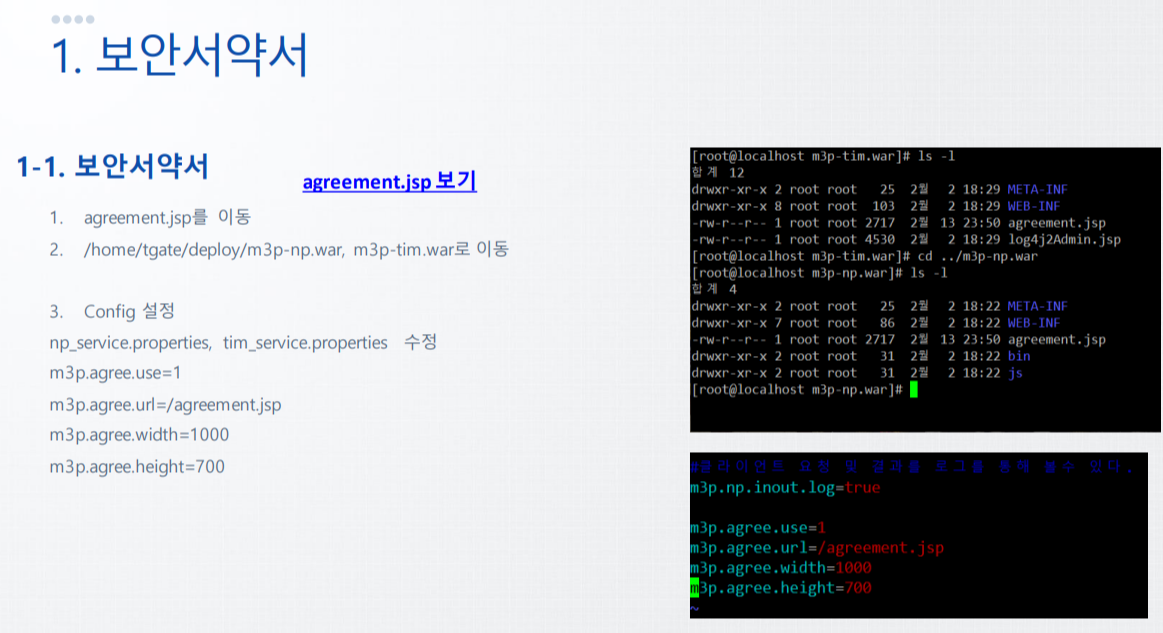 1. 보안서약서
1-1. 보안서약서
agreement.jsp 보기
1. agreement.jsp를 이동
2. /home/tgate/deploy/m3p-np.war, m3p-tim.war로 이동
3. Config 설정
np_service.properties, tim_service.properties 수정
m3p.agree.use=1
m3p.agree.url=/agreement.jsp
m3p.agree.width=1000
m3p.agree.height=700
[root@localhost m3p-tim.war]# ls -l
합계 12
drwxr-xr-x 2 root root 25 2월 2 18:29 META-INF
drwxr-xr-x 8 root root 103 2월 2 18:29 WEB-INF
-rw-r--r-- 1 root root 2717 2월 13 23:50 agreement.jsp
-rw-r--r-- 1 root root 4530 2월 2 18:29 log4j2Admin.jsp
[root@localhost m3p-tim.war]# cd ../m3p-np.war
[root@localhost m3p-np.war]# ls -l
합계 4
drwxr-xr-x 2 root root 25 2월 2 18:22 META-INF
drwxr-xr-x 7 root root 86 2월 2 18:22 WEB-INF
-rw-r--r-- 1 root root 2717 2월 13 23:50 agreement.jsp
drwxr-xr-x 2 root root 31 2월 2 18:22 bin
drwxr-xr-x 2 root root 31 2월 2 18:22 js
[root@localhost m3p-np.war]#
#클라이언트 요청 및 결과를 로그를 통해 볼수 있다.
m3p.np.inout.log=true
m3p.agree.use=1
m3p.agree.url=/agreement.jsp
m3p.agree.width=1000
m3p.agree.height=700
~